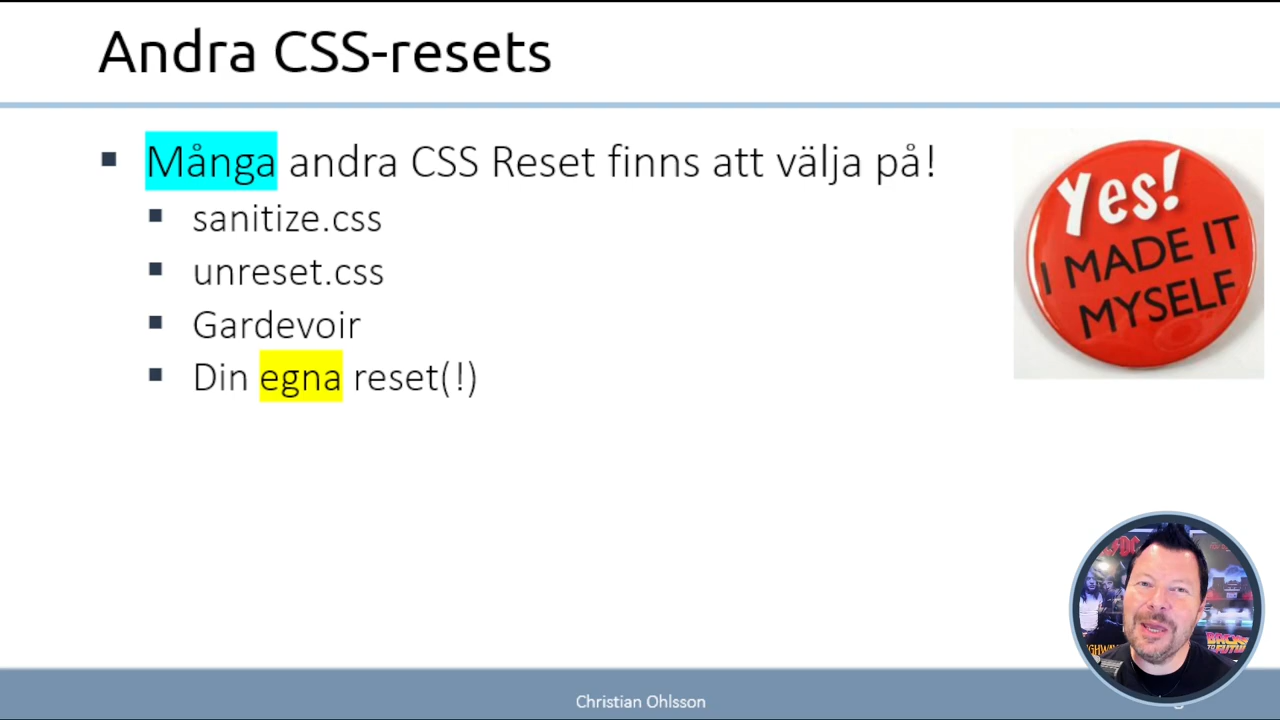 Andra CSS-resets
Många andra CSS Reset finns att välja på!
sanitize.css
unreset.css
Gardevoir
Din egna reset(!)
Yes!
I MADE IT
MYSELF
Christian Ohlsson